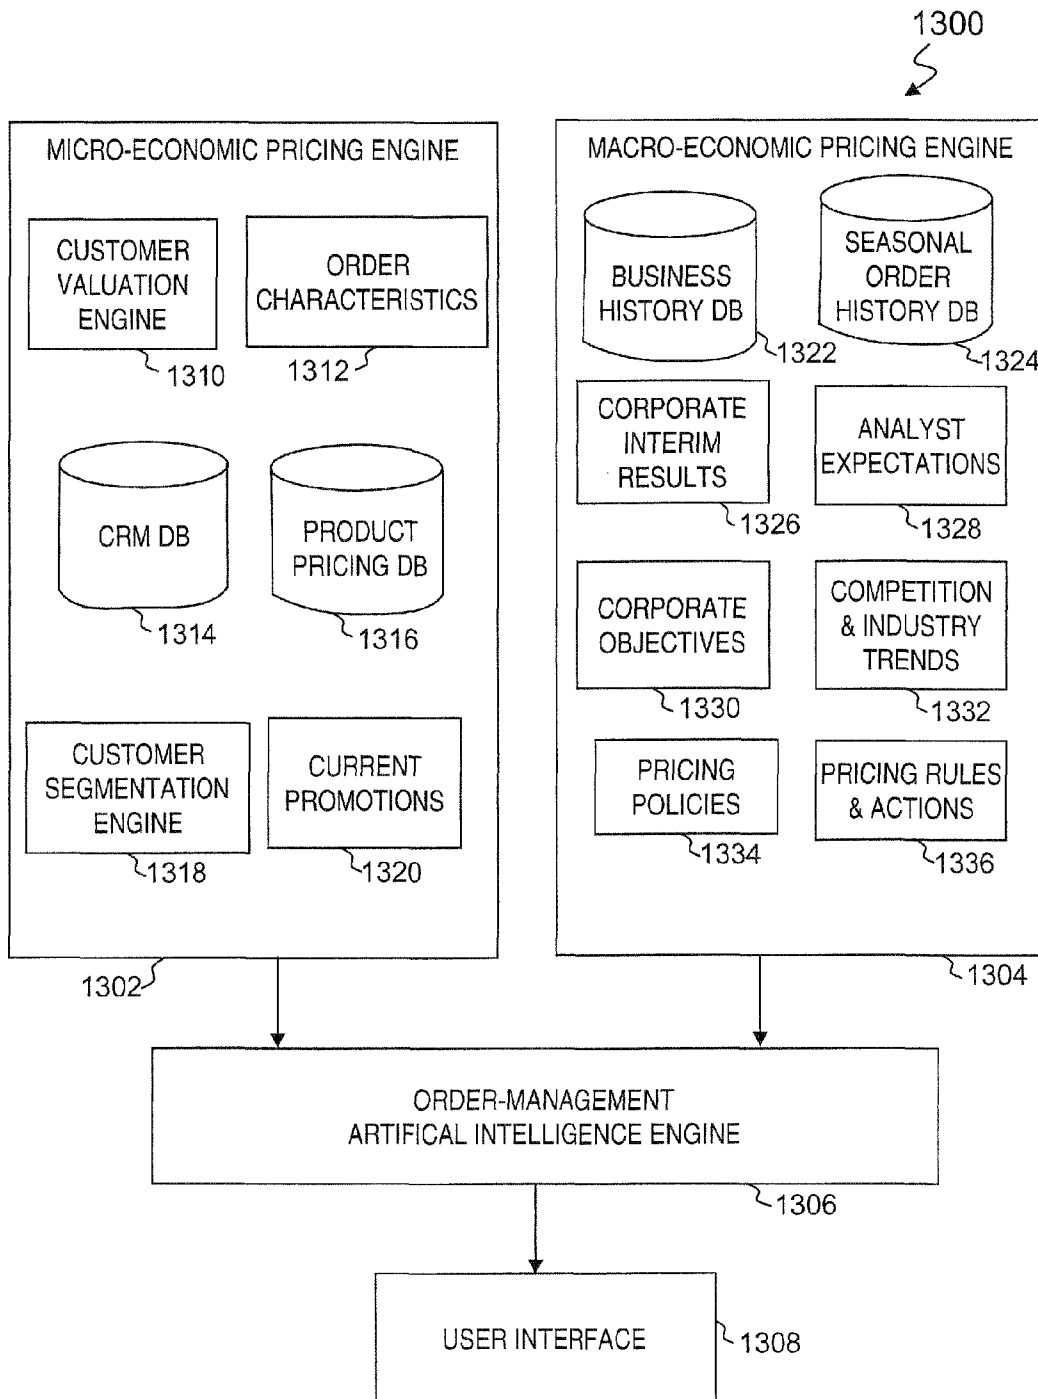 1300
MICRO-ECONOMIC PRICING ENGINE
CUSTOMER
VALUATION
ENGINE
1310
ORDER
CHARACTERISTICS
1312
CRM DB
1314
PRODUCT
PRICING DB
1316
CUSTOMER
SEGMENTATION
ENGINE
1318
CURRENT
PROMOTIONS
1320
1302
MACRO-ECONOMIC PRICING ENGINE
BUSINESS
HISTORY DB
1322
SEASONAL
ORDER
HISTORY DB
1324
CORPORATE
INTERIM
RESULTS
1326
ANALYST
EXPECTATIONS
1328
CORPORATE
OBJECTIVES
1330
COMPETITION
& INDUSTRY
TRENDS
1332
PRICING
POLICIES
1334
PRICING RULES
& ACTIONS
1336
1304
ORDER-MANAGEMENT
ARTIFICAL INTELLIGENCE ENGINE
1306
USER INTERFACE
1308